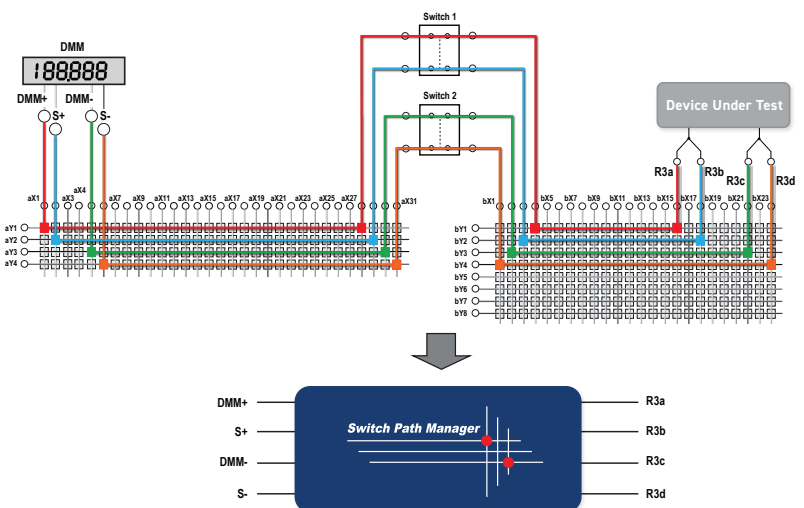 Switch 1
DMM
188,888
DMM+ DMM-
S+ S-
Switch 2
Device Under Test
R3a R3b R3c R3d
aX1 aX3 aX4 aX7 aX9 aX11 aX13 aX15 aX17 aX19 aX21 aX23 aX25 aX27 aX31
bX1 bX5 bX7 bX9 bX11 bX13 bX15 bX17 bX19 bX21 bX23
aY1
aY2
aY3
aY4
bY1
bY2
bY3
bY4
bY5
bY6
bY7
bY8
DMM+
S+
DMM-
S-
Switch Path Manager
R3a
R3b
R3c
R3d